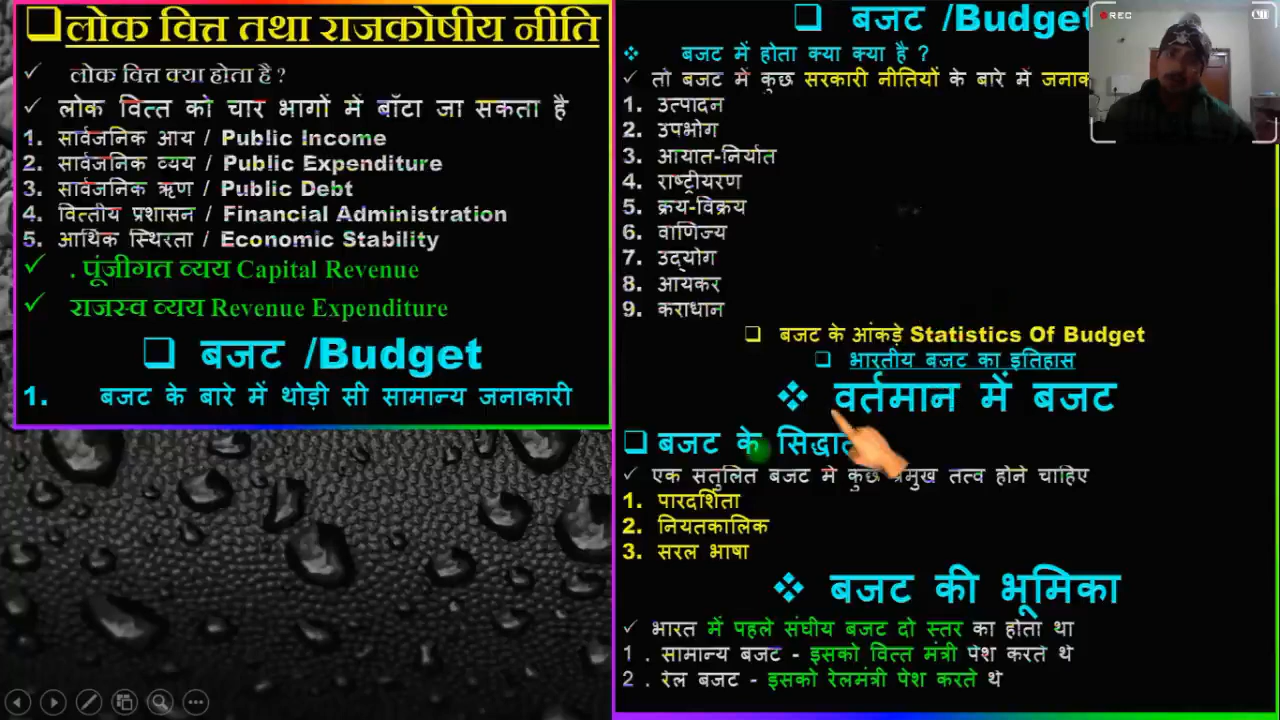 लोक वित्त तथा राजकोषीय नीति
✓ लोक वित्त क्या होता है ?
✓ लोक वित्त को चार भागों में बाँटा जा सकता है
1. सार्वजनिक आय / Public Income
2. सार्वजनिक व्यय / Public Expenditure
3. सार्वजनिक ऋण / Public Debt
4. वित्तीय प्रशासन / Financial Administration
5. आर्थिक स्थिरता / Economic Stability
✓ . पूंजीगत व्यय Capital Revenue
✓ राजस्व व्यय Revenue Expenditure
❑ बजट /Budget
1. बजट के बारे में थोड़ी सी सामान्य जनाकारी
❑ बजट /Budget
REC
❖ बजट में होता क्या क्या है ?
✓ तो बजट में कुछ सरकारी नीतियों के बारे में
1. उत्पादन
2. उपभोग
3. आयात-निर्यात
4. राष्ट्रीयरण
5. क्रय-विक्रय
6. वाणिज्य
7. उद्योग
8. आयकर
9. कराधान
❑ बजट के आंकड़े Statistics Of Budget
❑ भारतीय बजट का इतिहास
❖ वर्तमान में बजट
❑ बजट के
✓ एक संतुलित बजट में कुछ तत्व होने चाहिए
1. पारदर्शिता
2. नियतकालिक
3. सरल भाषा
❖ बजट की भूमिका
✓ भारत में पहले संघीय बजट दो स्तर का होता था
1 . सामान्य बजट - इसको वित्त मंत्री पेश करते थे
2 . रेल बजट - इसको रेलमंत्री पेश करते थे